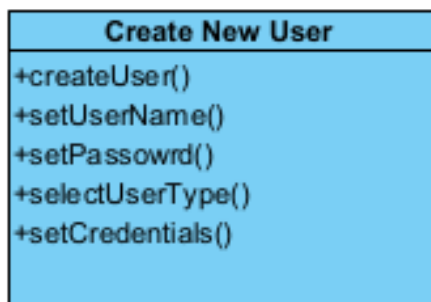 Create New User
+createUser()
+setUserName()
+setPassowrd()
+selectUserType()
+setCredentials()